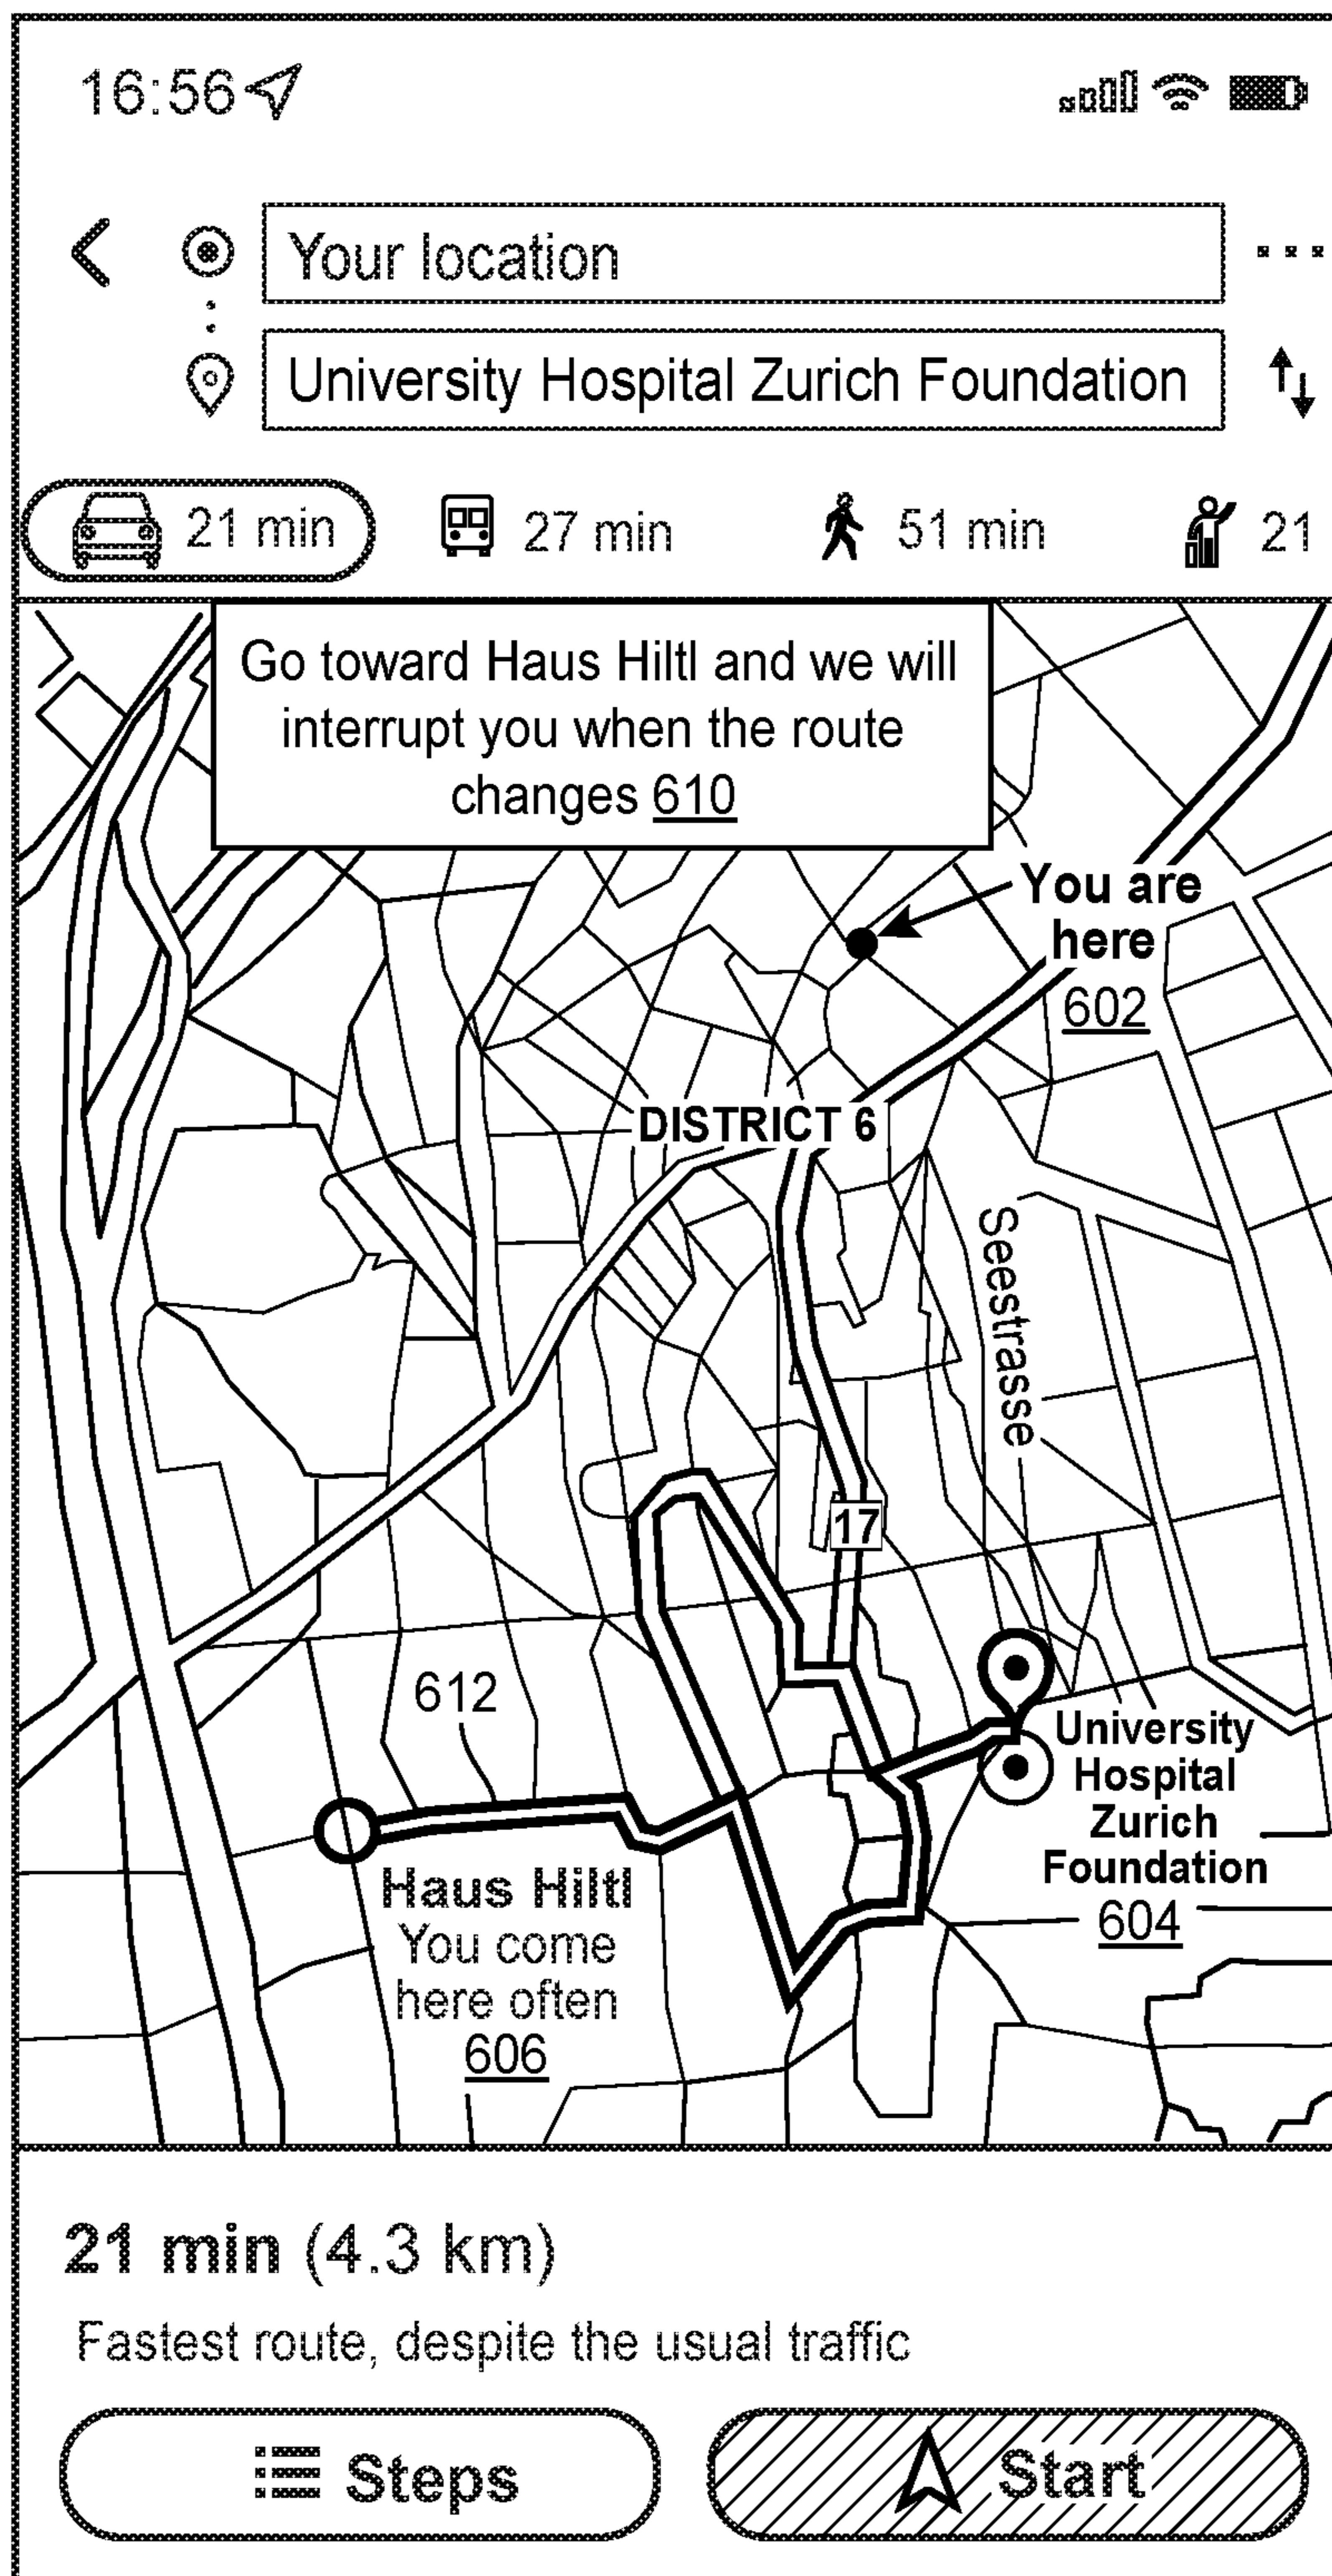 16:56
Your location
University Hospital Zurich Foundation
21 min
27 min
51 min
21
Go toward Haus Hiltl and we will
interrupt you when the route
changes 610
You are
here
602
DISTRICT 6
Seestrasse
17
612
University
Hospital
Zurich
Foundation
604
Haus Hiltl
You come
here often
606
21 min (4.3 km)
Fastest route, despite the usual traffic
Steps
Start